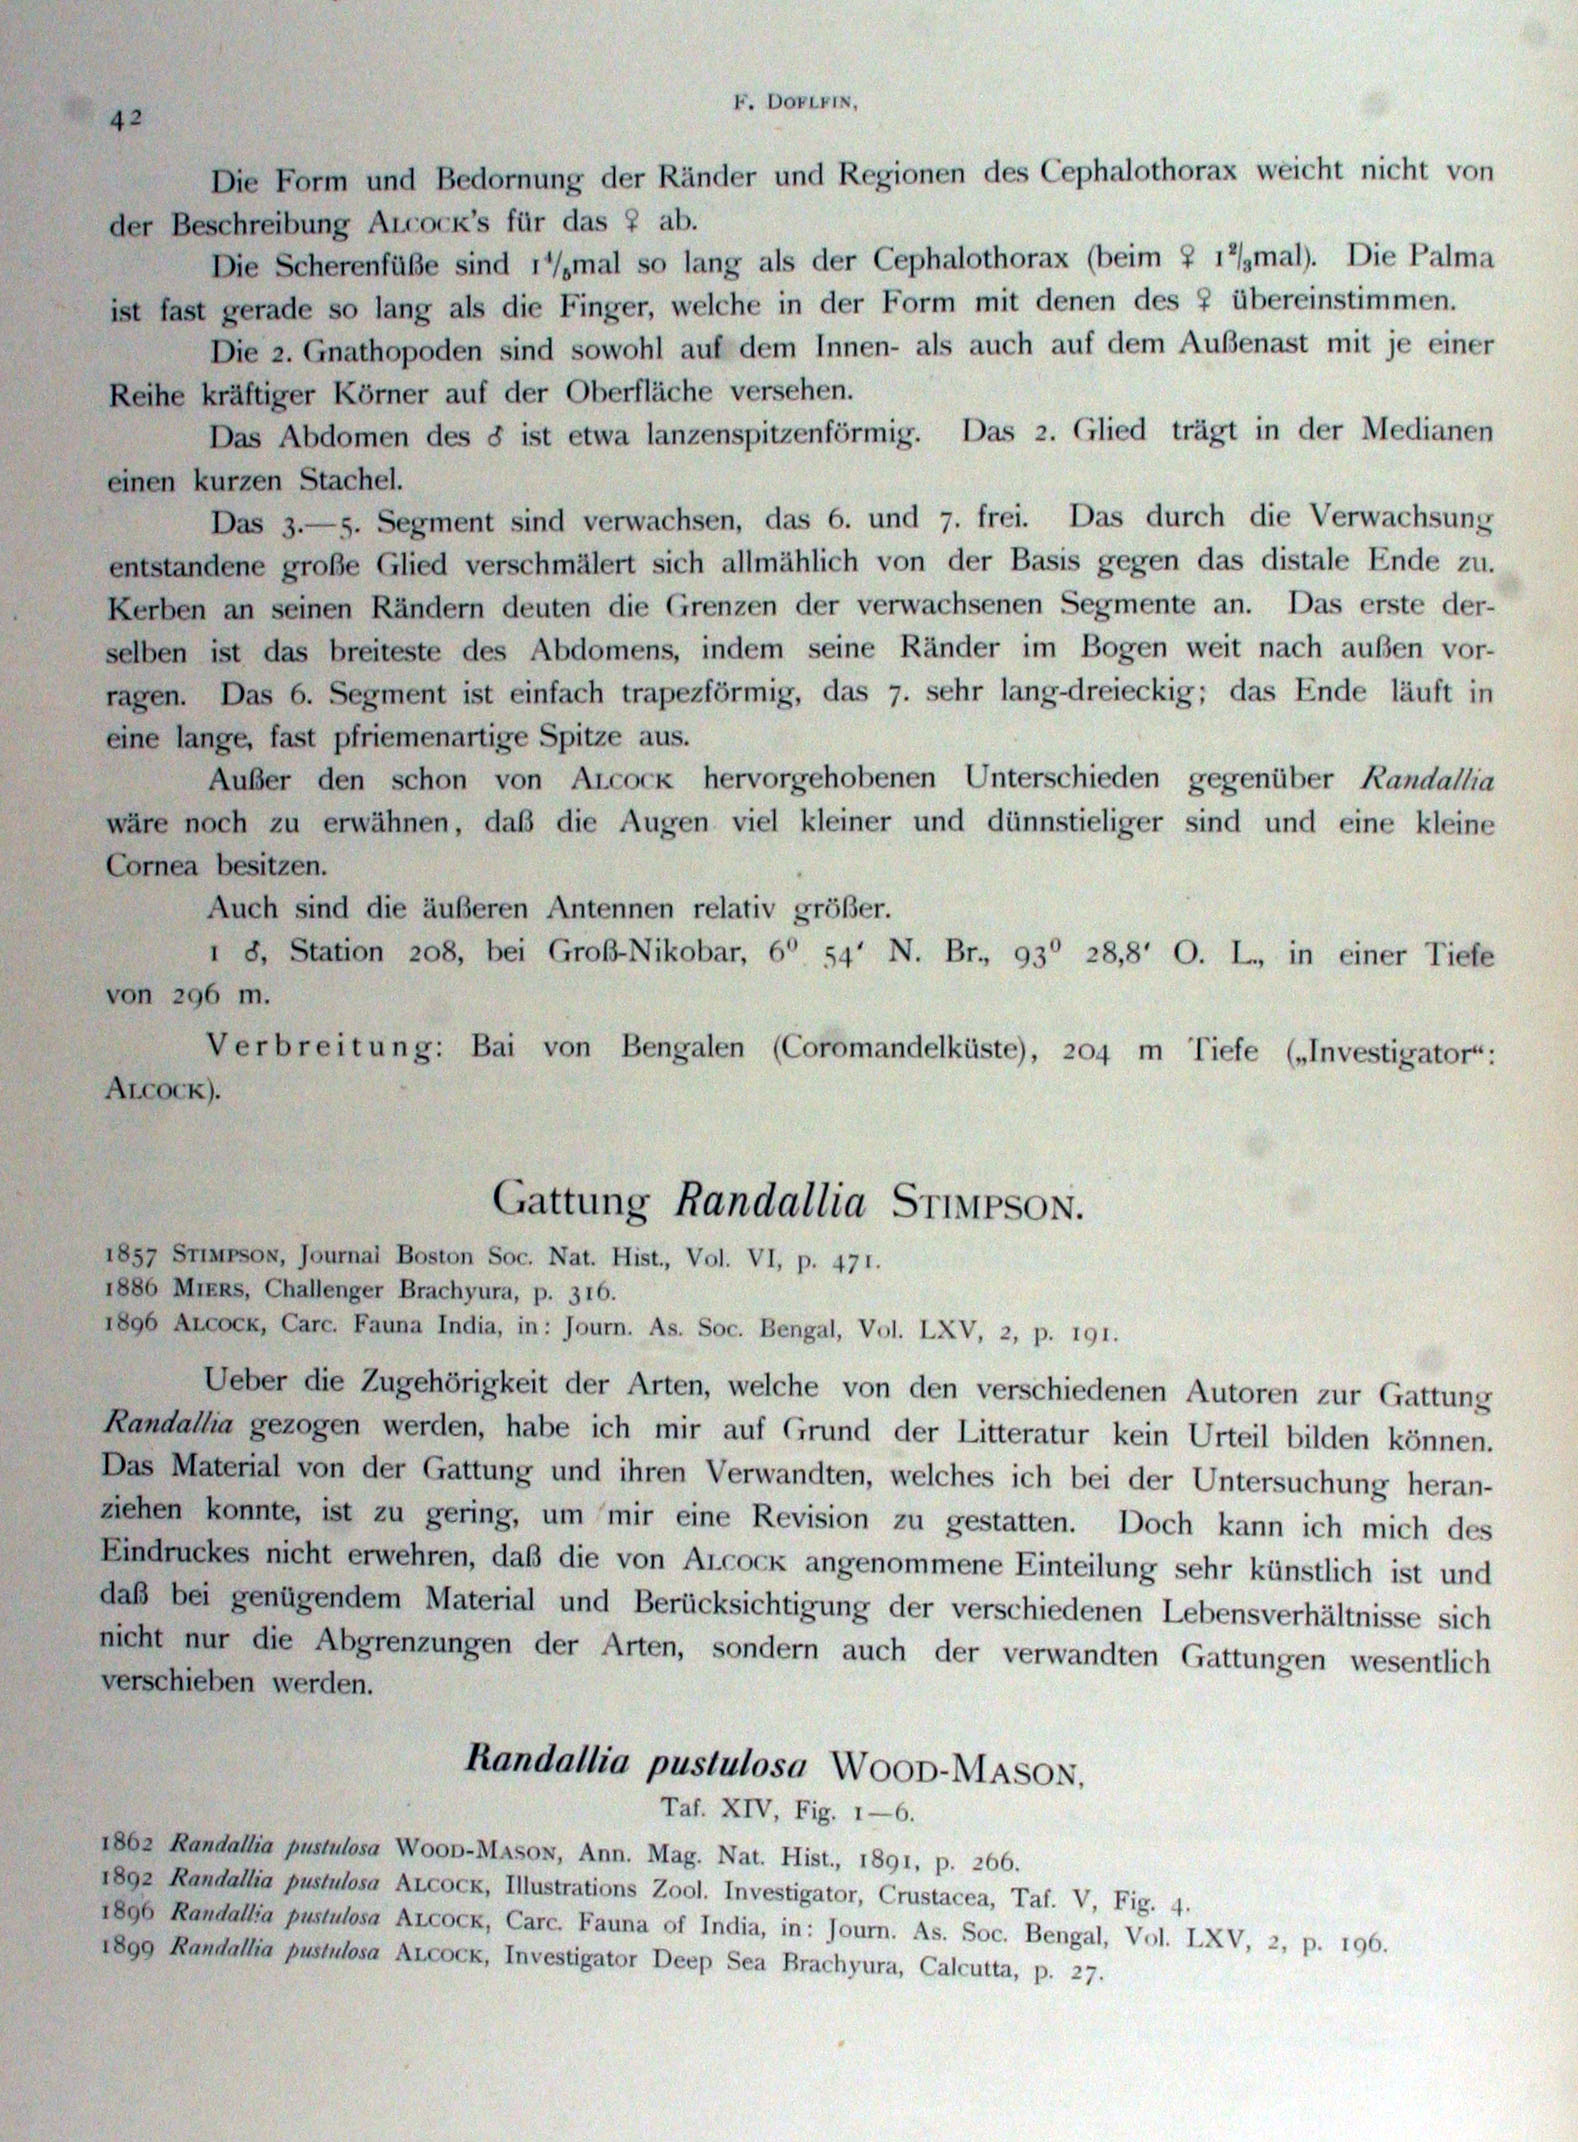 42
F. DOFLEIN,
Die Form und Bedornung der Ränder und Regionen des Cephalothorax weicht nicht von
der Beschreibung ALCOCK's für das ♀ ab.
Die Scherenfüße sind 1⁴/₅mal so lang als der Cephalothorax (beim ♀ 1²/₃mal). Die Palma
ist fast gerade so lang als die Finger, welche in der Form mit denen des ♀ übereinstimmen.
Die 2. Gnathopoden sind sowohl auf dem Innen- als auch auf dem Außenast mit je einer
Reihe kräftiger Körner auf der Oberfläche versehen.
Das Abdomen des ♂ ist etwa lanzenspitzenförmig. Das 2. Glied trägt in der Medianen
einen kurzen Stachel.
Das 3.—5. Segment sind verwachsen, das 6. und 7. frei. Das durch die Verwachsung
entstandene große Glied verschmälert sich allmählich von der Basis gegen das distale Ende zu.
Kerben an seinen Rändern deuten die Grenzen der verwachsenen Segmente an. Das erste der-
selben ist das breiteste des Abdomens, indem seine Ränder im Bogen weit nach außen vor-
ragen. Das 6. Segment ist einfach trapezförmig, das 7. sehr lang-dreieckig; das Ende läuft in
eine lange, fast pfriemenartige Spitze aus.
Außer den schon von ALCOCK hervorgehobenen Unterschieden gegenüber Randallia
wäre noch zu erwähnen, daß die Augen viel kleiner und dünnstieliger sind und eine kleine
Cornea besitzen.
Auch sind die äußeren Antennen relativ größer.
1 ♂, Station 208, bei Groß-Nikobar, 6⁰ 54' N. Br., 93⁰ 28,8' O. L., in einer Tiefe
von 296 m.
Verbreitung: Bai von Bengalen (Coromandelküste), 204 m Tiefe („Investigator“:
ALCOCK).
Gattung Randallia STIMPSON.
1857 STIMPSON, Journal Boston Soc. Nat. Hist., Vol. VI, p. 471.
1886 MIERS, Challenger Brachyura, p. 316.
1896 ALCOCK, Carc. Fauna India, in: Journ. As. Soc. Bengal, Vol. LXV, 2, p. 191.
Ueber die Zugehörigkeit der Arten, welche von den verschiedenen Autoren zur Gattung
Randallia gezogen werden, habe ich mir auf Grund der Litteratur kein Urteil bilden können.
Das Material von der Gattung und ihren Verwandten, welches ich bei der Untersuchung heran-
ziehen konnte, ist zu gering, um mir eine Revision zu gestatten. Doch kann ich mich des
Eindruckes nicht erwehren, daß die von ALCOCK angenommene Einteilung sehr künstlich ist und
daß bei genügendem Material und Berücksichtigung der verschiedenen Lebensverhältnisse sich
nicht nur die Abgrenzungen der Arten, sondern auch der verwandten Gattungen wesentlich
verschieben werden.
Randallia pustulosa WOOD-MASON,
Taf. XIV, Fig. 1—6.
1862 Randallia pustulosa WOOD-MASON, Ann. Mag. Nat. Hist., 1891, p. 266.
1892 Randallia pustulosa ALCOCK, Illustrations Zool. Investigator, Crustacea, Taf. V, Fig. 4.
1896 Randallia pustulosa ALCOCK, Carc. Fauna of India, in: Journ. As. Soc. Bengal, Vol. LXV, 2, p. 196.
1899 Randallia pustulosa ALCOCK, Investigator Deep Sea Brachyura, Calcutta, p. 27.